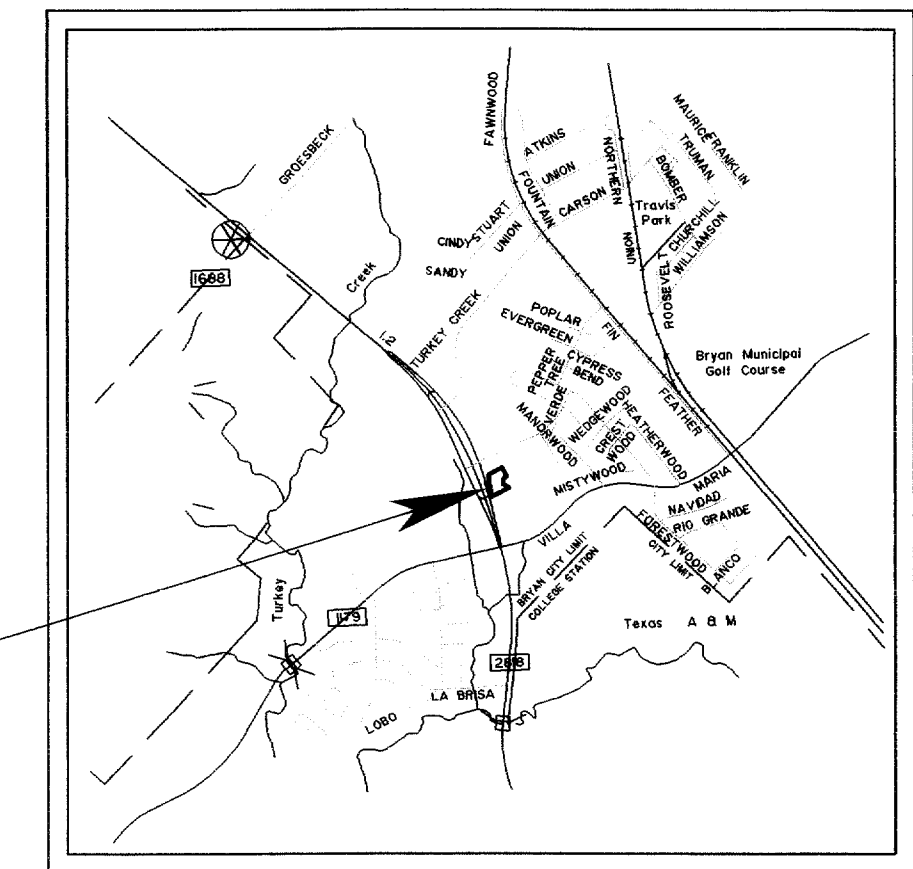 FAWNWOOD
MAURICE
FRANKLIN
TRUMAN
ATKINS
NORTHERN
GROESBECK
UNION
BOMBER
FOUNTAIN
CARSON
Travis
Park
STUART
CINDY
UNION
UNION
CHURCHILL
WILLIAMSON
SANDY
1688
Creek
ROOSEVELT
TURKEY CREEK
POPLAR
EVERGREEN
FIN
1.2
Bryan Municipal
Golf Course
CYPRESS
BEND
PEPPER
TREE
VERDE
MANORWOOD
WEDGEWOOD
HEATHERWOOD
FEATHER
CREST
WOOD
MISTYWOOD
MARIA
NAVIDAD
RIO GRANDE
VILLA
FORESTWOOD
CITY LIMIT
BLANCO
BRYAN CITY LIMIT
COLLEGE STATION
Turkey
1179
Texas A & M
2818
LA BRISA
LOBO